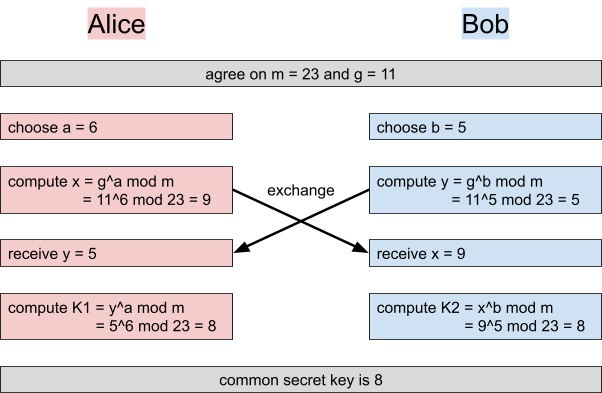 Alice
Bob
agree on m = 23 and g = 11
choose a = 6
choose b = 5
compute x = g^a mod m
= 11^6 mod 23 = 9
exchange
compute y = g^b mod m
= 11^5 mod 23 = 5
receive y = 5
receive x = 9
compute K1 = y^a mod m
= 5^6 mod 23 = 8
compute K2 = x^b mod m
= 9^5 mod 23 = 8
common secret key is 8